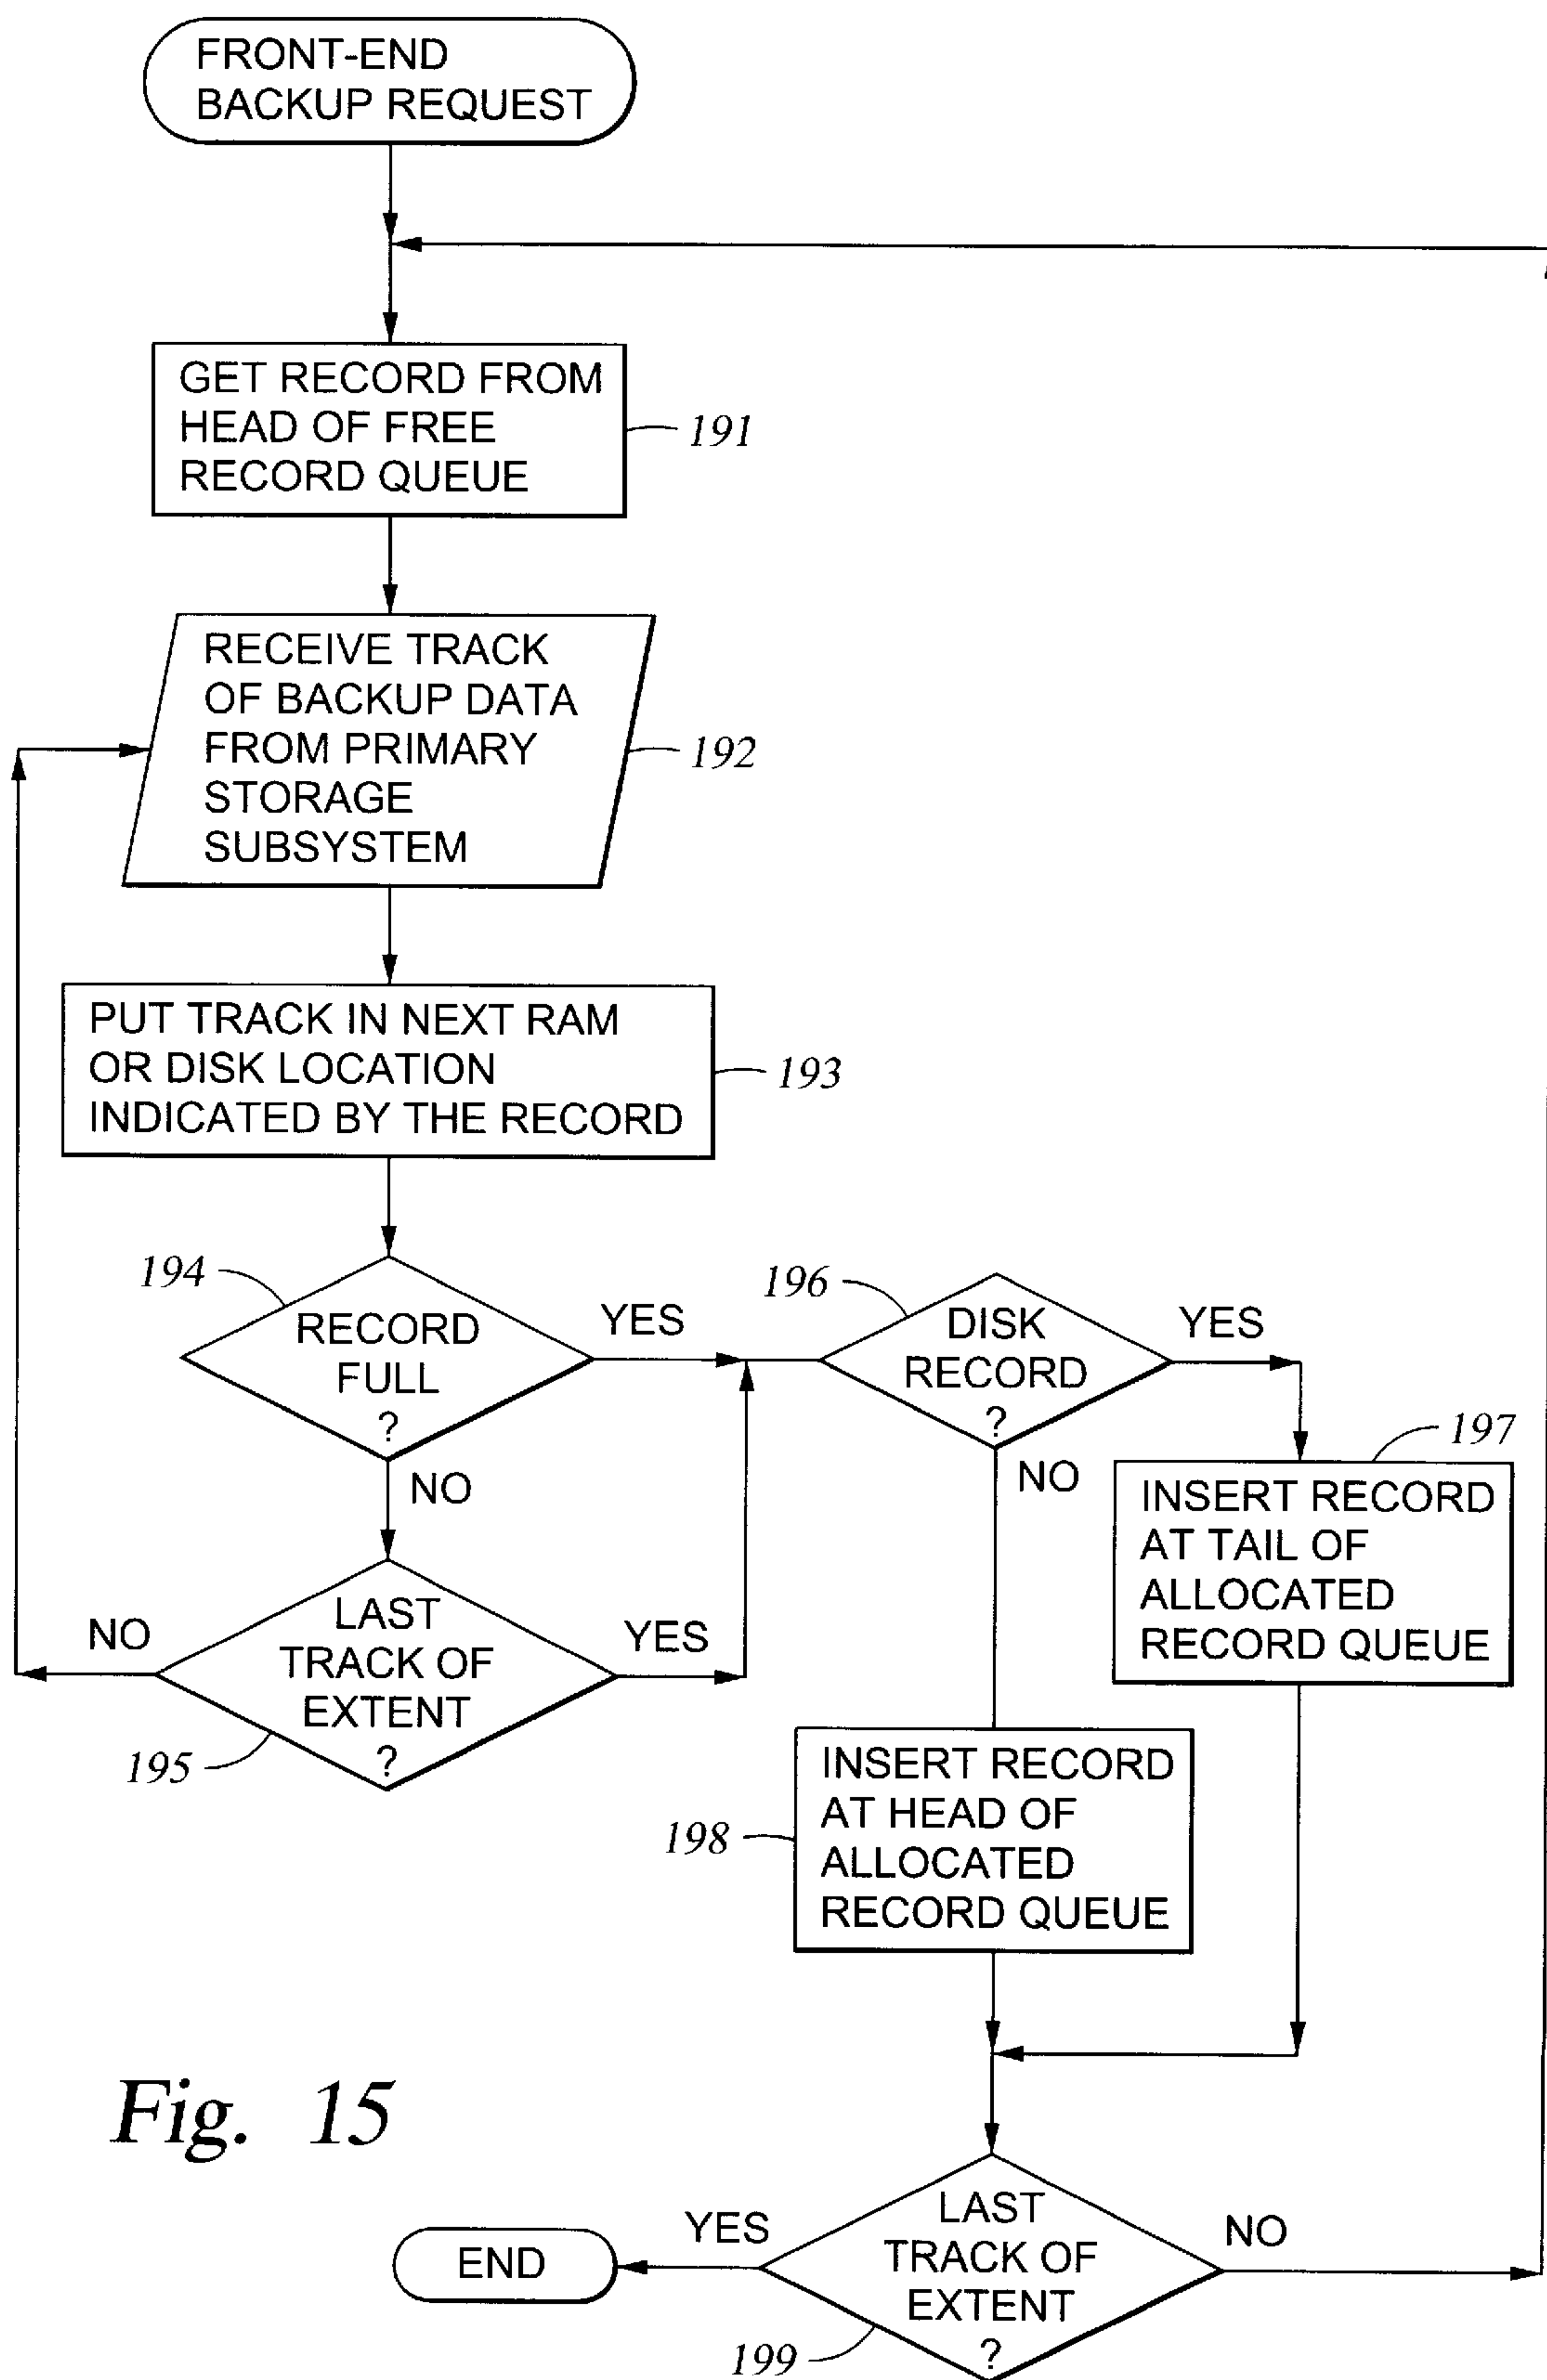 FRONT-END
BACKUP REQUEST
GET RECORD FROM
HEAD OF FREE
RECORD QUEUE
191
RECEIVE TRACK
OF BACKUP DATA
FROM PRIMARY
STORAGE
SUBSYSTEM
192
PUT TRACK IN NEXT RAM
OR DISK LOCATION
INDICATED BY THE RECORD
193
194
RECORD
FULL
?
YES
NO
196
DISK
RECORD
?
YES
NO
197
INSERT RECORD
AT TAIL OF
ALLOCATED
RECORD QUEUE
NO
LAST
TRACK OF
EXTENT
?
YES
195
198
INSERT RECORD
AT HEAD OF
ALLOCATED
RECORD QUEUE
Fig. 15
END
YES
LAST
TRACK OF
EXTENT
?
NO
199